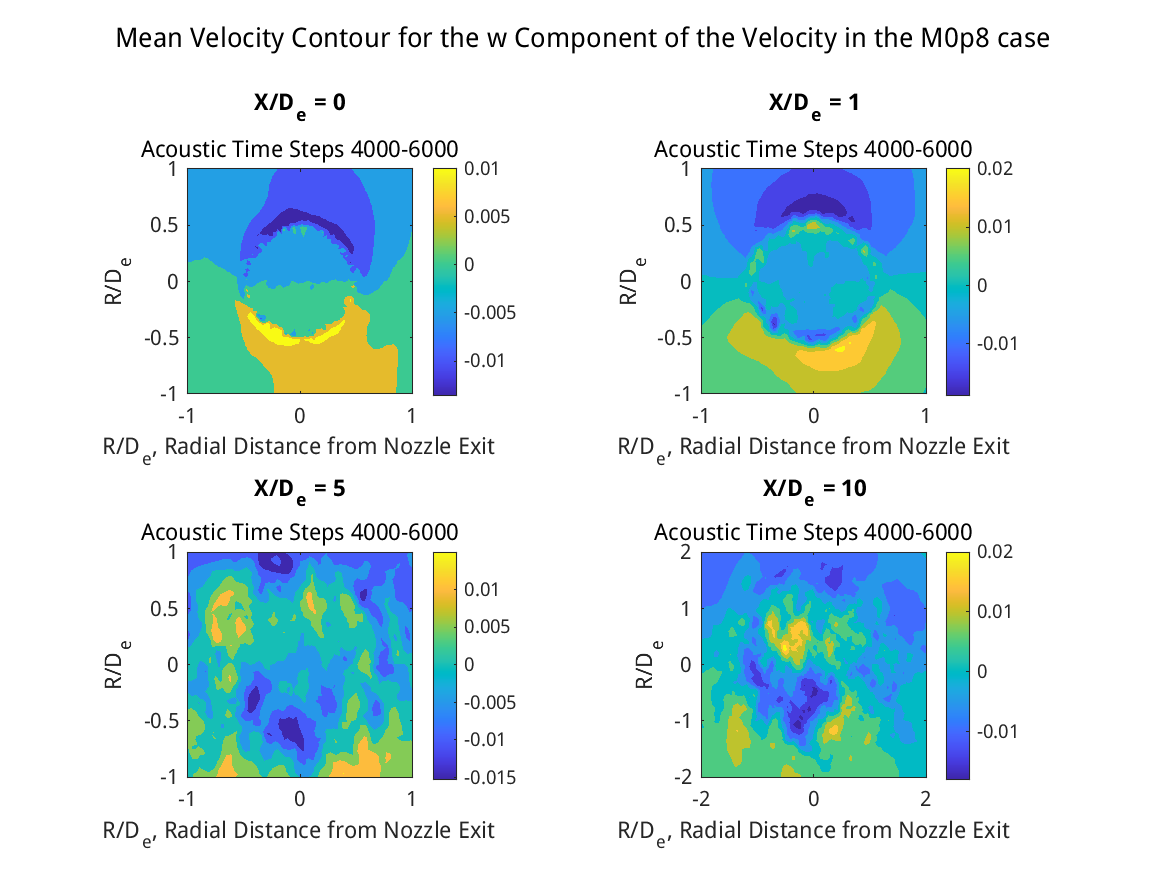 Mean Velocity Contour for the w Component of the Velocity in the M0p8 case
X/De = 0
Acoustic Time Steps 4000-6000
1
0.5
0
-0.5
-1
R/De
-1 0 1
R/De, Radial Distance from Nozzle Exit
0.01
0.005
0
-0.005
-0.01
X/De = 1
Acoustic Time Steps 4000-6000
1
0.5
0
-0.5
-1
R/De
-1 0 1
R/De, Radial Distance from Nozzle Exit
0.02
0.01
0
-0.01
X/De = 5
Acoustic Time Steps 4000-6000
1
0.5
0
-0.5
-1
R/De
-1 0 1
R/De, Radial Distance from Nozzle Exit
0.01
0.005
0
-0.005
-0.01
-0.015
X/De = 10
Acoustic Time Steps 4000-6000
2
1
0
-1
-2
R/De
-2 0 2
R/De, Radial Distance from Nozzle Exit
0.02
0.01
0
-0.01